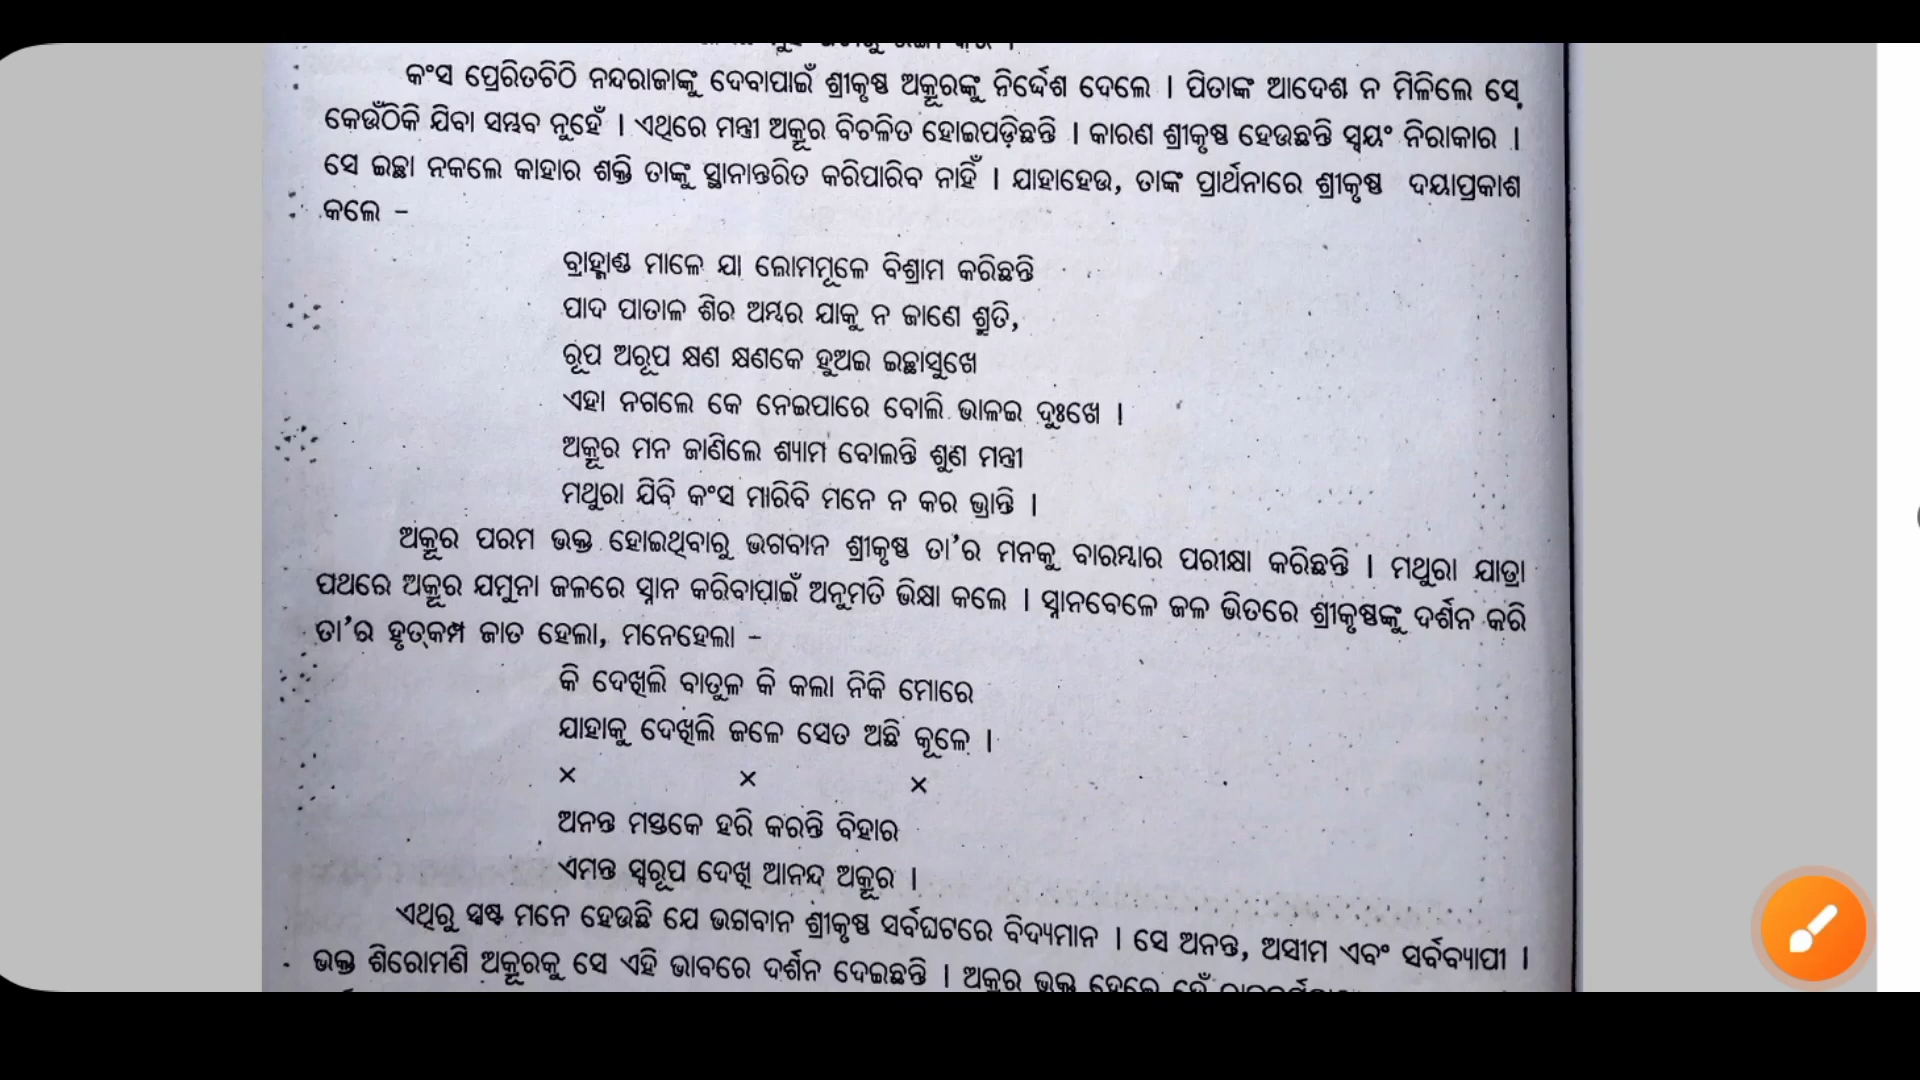 କଂସ ପ୍ରେରିତଚିଠି ନନ୍ଦରାଜାଙ୍କୁ ଦେବାପାଇଁ ଶ୍ରୀକୃଷ୍ଣ ଅକ୍ରୂରଙ୍କୁ ନିର୍ଦ୍ଦେଶ ଦେଲେ । ପିତାଙ୍କ ଆଦେଶ ନ ମିଳିଲେ ସେ
କେଉଁଠିକି ଯିବା ସମ୍ଭବ ନୁହେଁ । ଏଥିରେ ମନ୍ତ୍ରୀ ଅକ୍ରୂର ବିଚଳିତ ହୋଇପଡ଼ିଛନ୍ତି । କାରଣ ଶ୍ରୀକୃଷ୍ଣ ହେଉଛନ୍ତି ସ୍ୱୟଂ ନିରାକାର ।
ସେ ଇଚ୍ଛା ନକଲେ କାହାର ଶକ୍ତି ତାଙ୍କୁ ସ୍ଥାନାନ୍ତରିତ କରିପାରିବ ନାହିଁ । ଯାହାହେଉ, ତାଙ୍କ ପ୍ରାର୍ଥନାରେ ଶ୍ରୀକୃଷ୍ଣ ଦୟାପ୍ରକାଶ
କଲେ –
ବ୍ରାହ୍ମାଣ୍ଡ ମାଳେ ଯା ଲୋମମୂଳେ ବିଶ୍ରାମ କରିଛନ୍ତି
ପାଦ ପାତାଳ ଶିର ଅମ୍ବର ଯାକୁ ନ ଜାଣେ ଶ୍ରୁତି,
ରୂପ ଅରୂପ କ୍ଷଣ କ୍ଷଣକେ ହୁଅଇ ଇଚ୍ଛାସୁଖେ
ଏହା ନଗଲେ କେ ନେଇପାରେ ବୋଲି ଭାଳଇ ଦୁଃଖେ ।
ଅକ୍ରୂର ମନ ଜାଣିଲେ ଶ୍ୟାମ ବୋଲନ୍ତି ଶୁଣ ମନ୍ତ୍ରୀ
ମଥୁରା ଯିବି କଂସ ମାରିବି ମନେ ନ କର ଭ୍ରାନ୍ତି ।
ଅକ୍ରୂର ପରମ ଭକ୍ତ ହୋଇଥିବାରୁ ଭଗବାନ ଶ୍ରୀକୃଷ୍ଣ ତା’ର ମନକୁ ବାରମ୍ବାର ପରୀକ୍ଷା କରିଛନ୍ତି । ମଥୁରା ଯାତ୍ରା
ପଥରେ ଅକ୍ରୂର ଯମୁନା ଜଳରେ ସ୍ନାନ କରିବାପାଇଁ ଅନୁମତି ଭିକ୍ଷା କଲେ । ସ୍ନାନବେଳେ ଜଳ ଭିତରେ ଶ୍ରୀକୃଷ୍ଣଙ୍କୁ ଦର୍ଶନ କରି
ତା’ର ହୃତ୍‌କମ୍ପ ଜାତ ହେଲା, ମନେହେଲା –
କି ଦେଖିଲି ବାତୁଳ କି କଲା ନିକି ମୋରେ
ଯାହାକୁ ଦେଖିଲି ଜଳେ ସେତ ଅଛି କୂଳେ ।
× × ×
ଅନନ୍ତ ମସ୍ତକେ ହରି କରନ୍ତି ବିହାର
ଏମନ୍ତ ସ୍ୱରୂପ ଦେଖି ଆନନ୍ଦ ଅକ୍ରୂର ।
ଏଥିରୁ ସ୍ପଷ୍ଟ ମନେ ହେଉଛି ଯେ ଭଗବାନ ଶ୍ରୀକୃଷ୍ଣ ସର୍ବଘଟରେ ବିଦ୍ୟମାନ । ସେ ଅନନ୍ତ, ଅସୀମ ଏବଂ ସର୍ବବ୍ୟାପୀ ।
ଭକ୍ତ ଶିରୋମଣି ଅକ୍ରୂରକୁ ସେ ଏହି ଭାବରେ ଦର୍ଶନ ଦେଇଛନ୍ତି । ଅକ୍ରୂର ଭକ୍ତ ହେଲେ ହେଁ